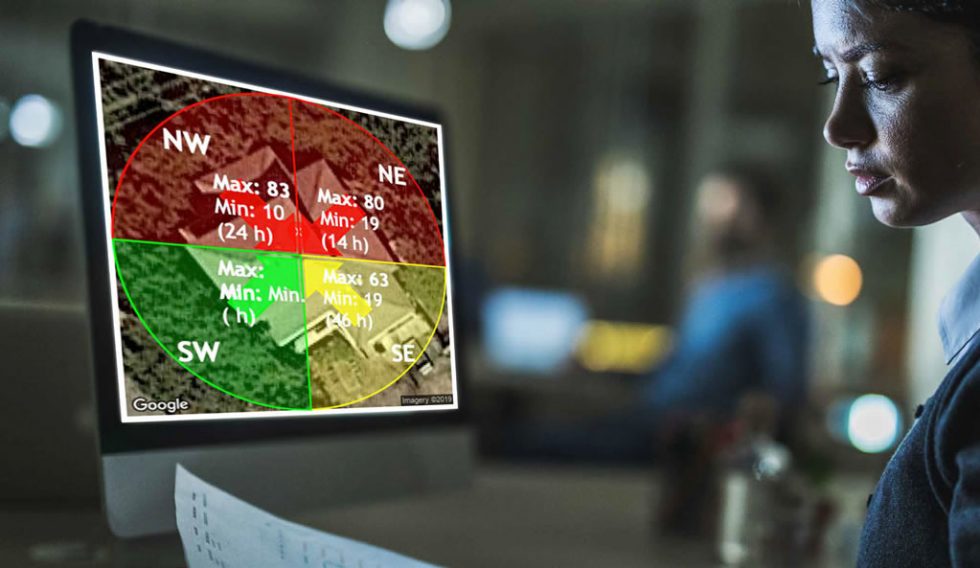 NW
Max: 83
Min: 10
(24 h)
NE
Max: 80
Min: 19
(14 h)
Max:
Min: Min.
( h)
SW
Max: 63
Min: 19
h)
SE
Google
Imagery ©2019